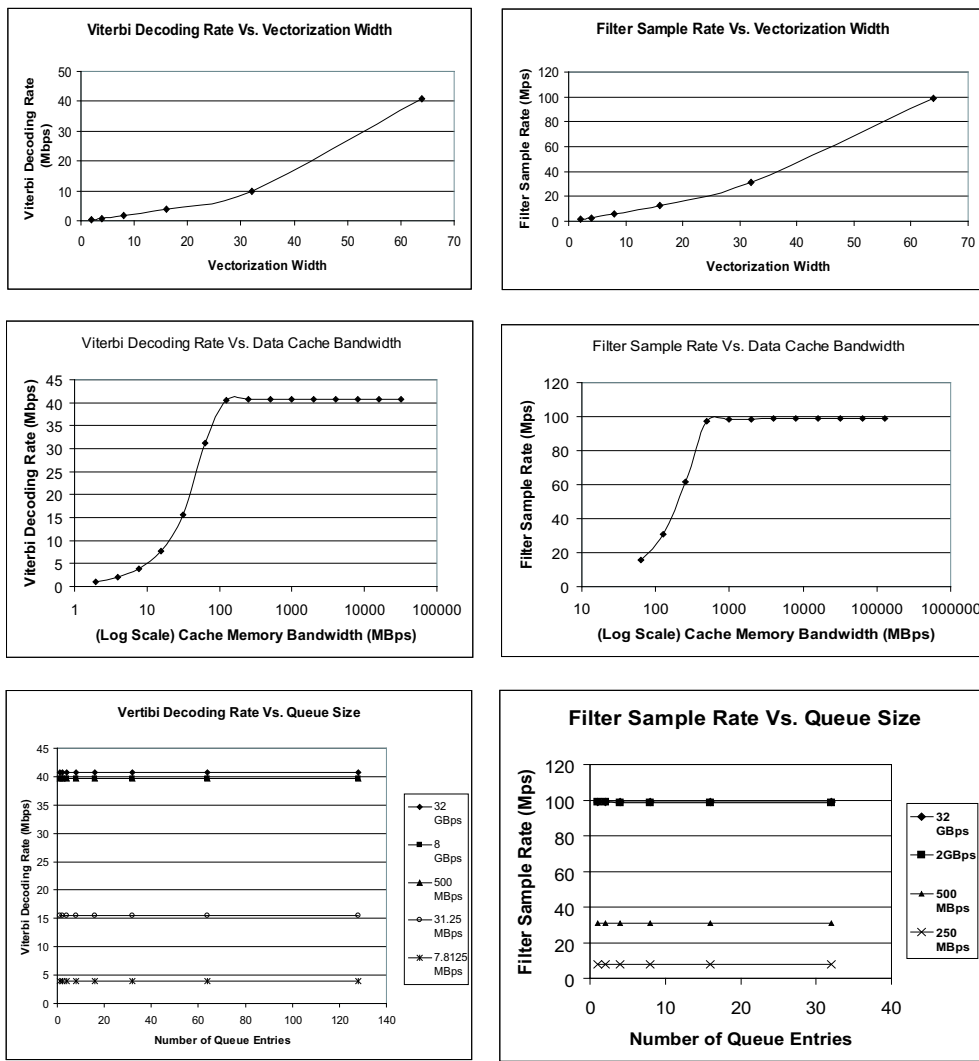 Viterbi Decoding Rate Vs. Vectorization Width
Viterbi Decoding Rate
(Mbps)
50
40
30
20
10
0
0 10 20 30 40 50 60 70
Vectorization Width
Filter Sample Rate Vs. Vectorization Width
Filter Sample Rate (Mps)
120
100
80
60
40
20
0
0 10 20 30 40 50 60 70
Vectorization Width
Viterbi Decoding Rate Vs. Data Cache Bandwidth
Viterbi Decoding Rate (Mbps)
45
40
35
30
25
20
15
10
5
0
1 10 100 1000 10000 100000
(Log Scale) Cache Memory Bandwidth (MBps)
Filter Sample Rate Vs. Data Cache Bandwidth
Filter Sample Rate (Mps)
120
100
80
60
40
20
0
10 100 1000 10000 100000 1000000
(Log Scale) Cache Memory Bandwidth (MBps)
Vertibi Decoding Rate Vs. Queue Size
Viterbi Decoding Rate (Mbps)
45
40
35
30
25
20
15
10
5
0
0 20 40 60 80 100 120 140
Number of Queue Entries
32
GBps
8
GBps
500
MBps
31.25
MBps
7.8125
MBps
Filter Sample Rate Vs. Queue Size
Filter Sample Rate (Mps)
120
100
80
60
40
20
0
0 10 20 30 40
Number of Queue Entries
32
GBps
2GBps
500
MBps
250
MBps